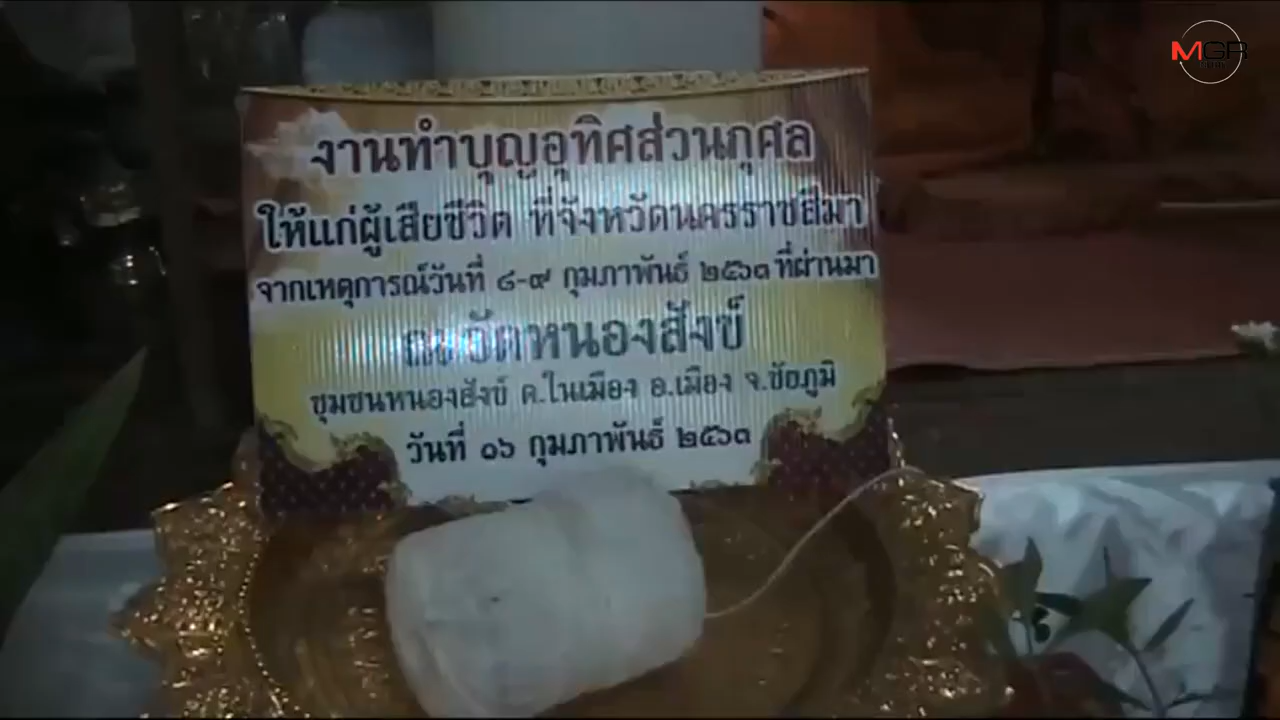 MGR
งานทำบุญอุทิศส่วนกุศล
ให้แก่ผู้เสียชีวิต ที่จังหวัดนครราชสีมา
จากเหตุการณ์วันที่ ๘-๙ กุมภาพันธ์ ๒๕๖๓ ที่ผ่านมา
ณ วัดหนองสังข์
ชุมชนหนองสังข์ ต.ในเมือง อ.เมือง จ.ชัยภูมิ
วันที่ ๑๖ กุมภาพันธ์ ๒๕๖๓